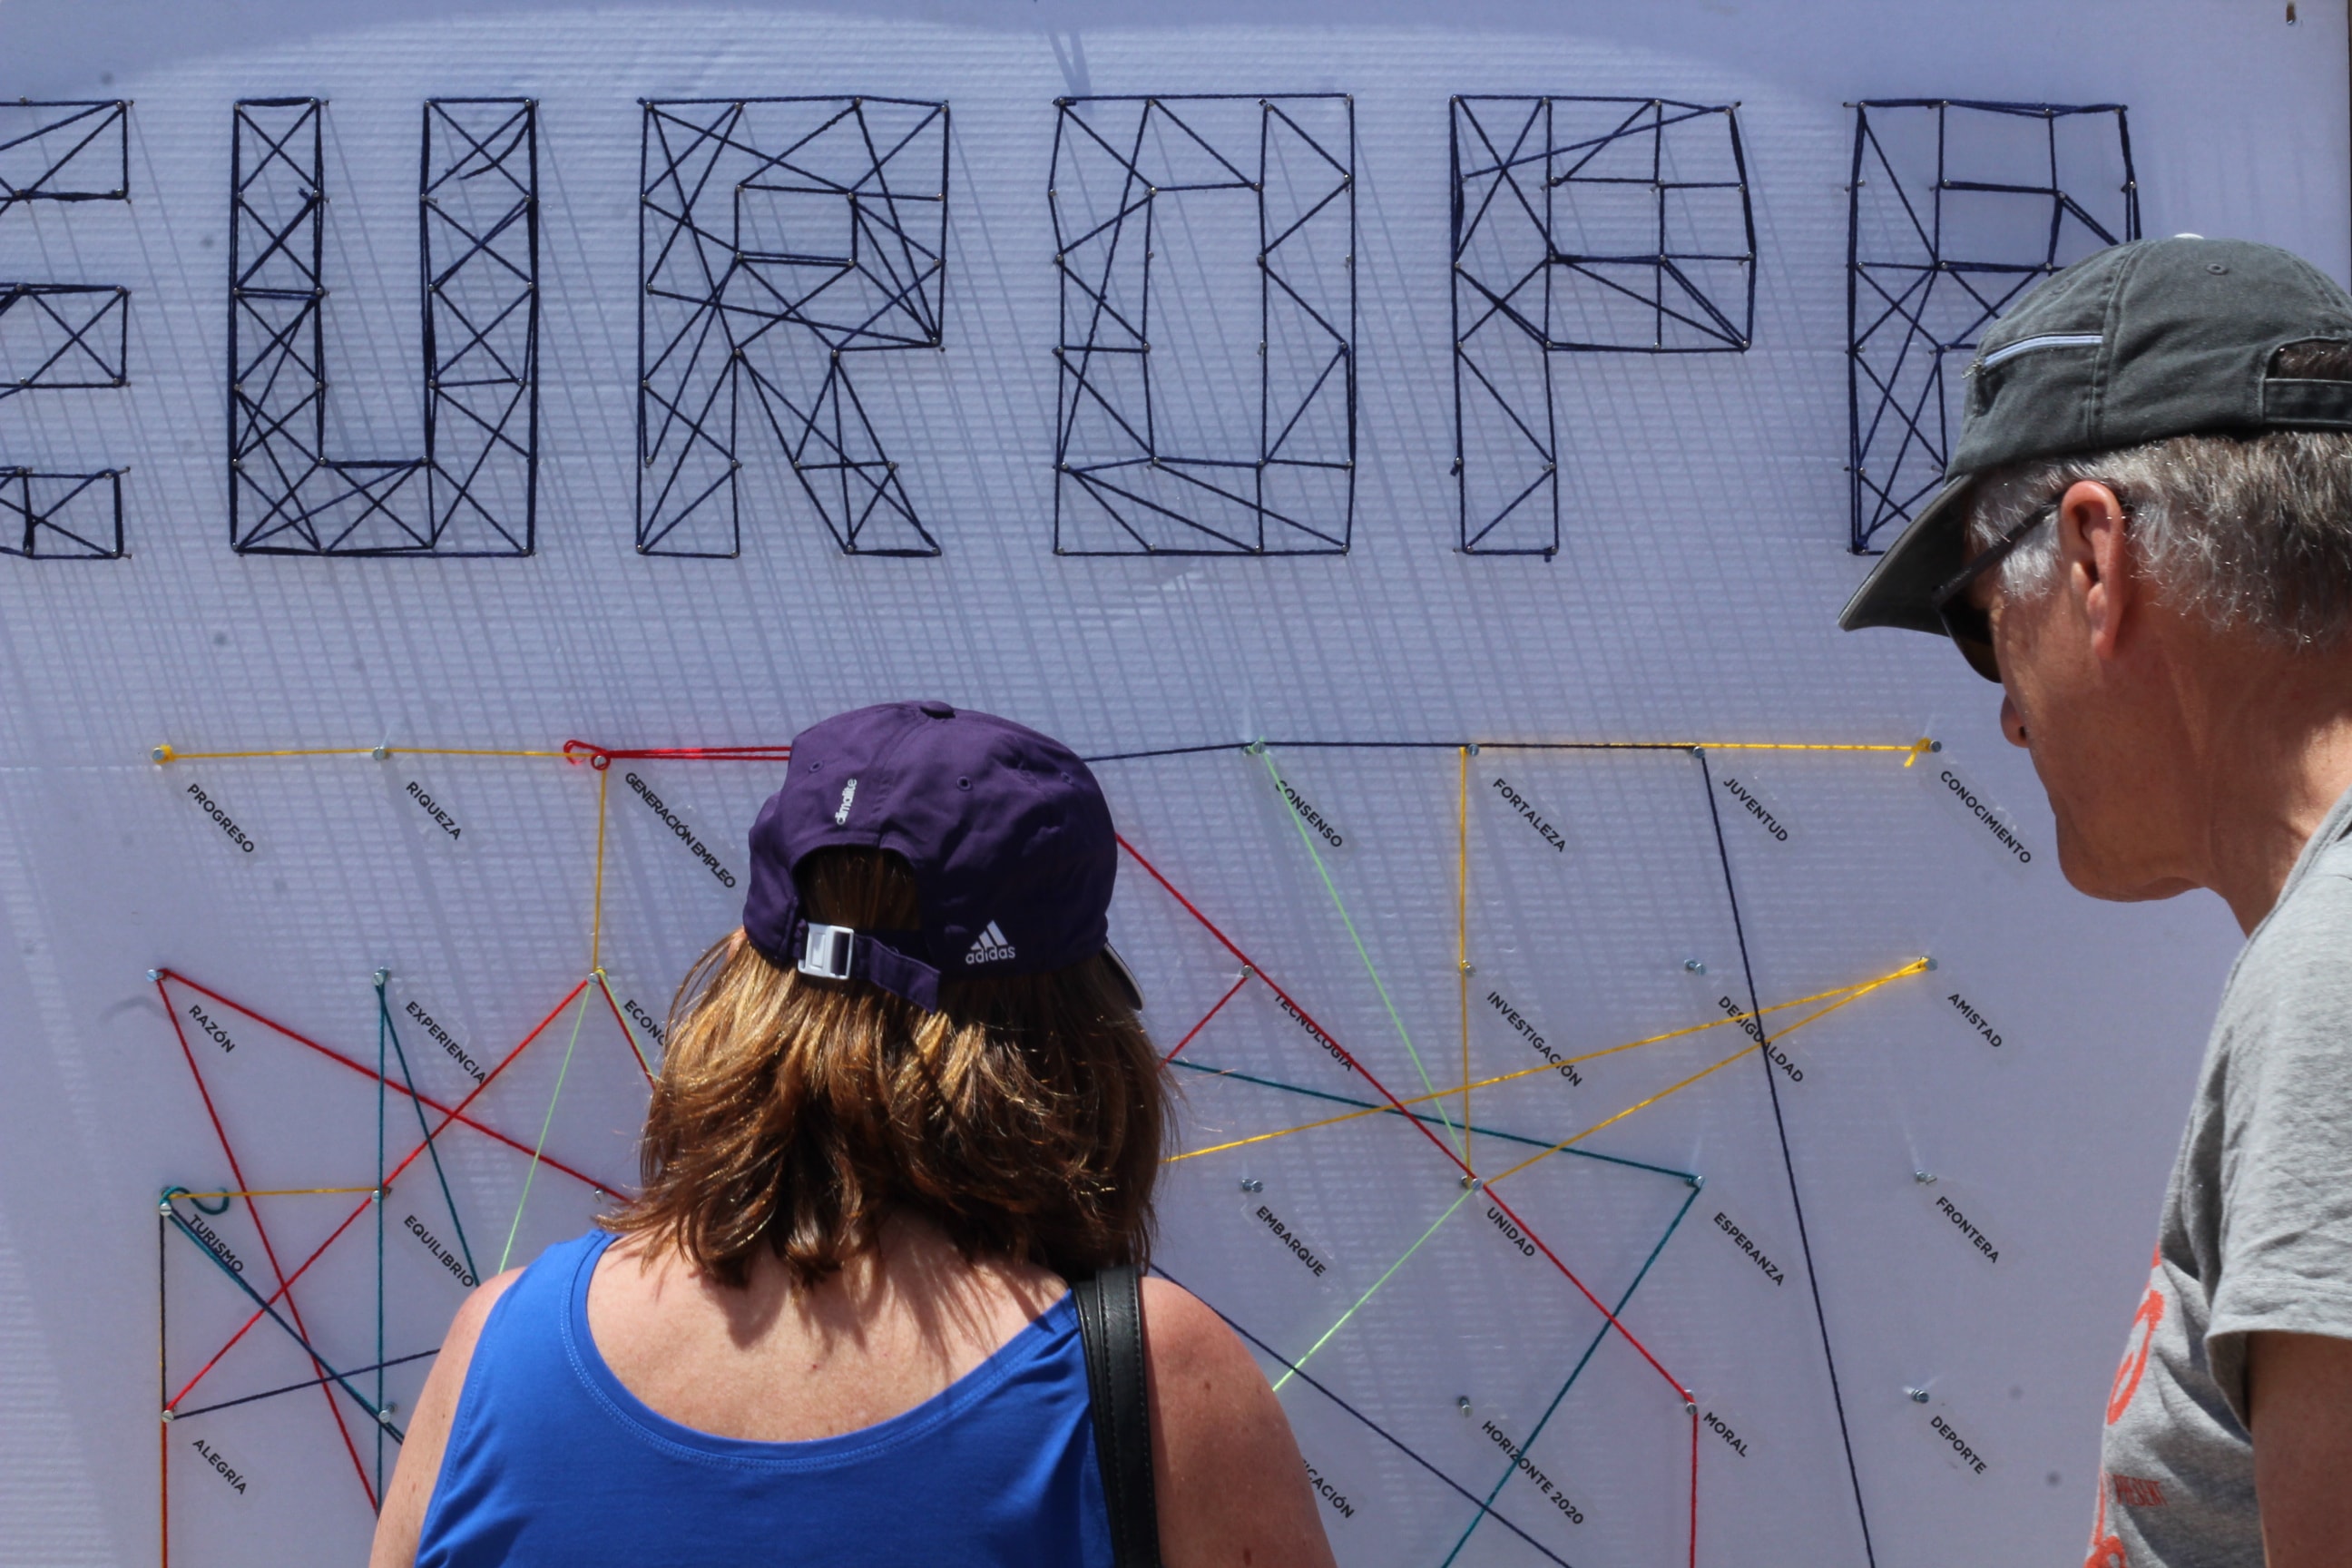 EUROPA
PROGRESO
RIQUEZA
GENERACIÓN EMPLEO
CONSENSO
FORTALEZA
JUVENTUD
CONOCIMIENTO
climalite
adidas
RAZÓN
EXPERIENCIA
TECNOLOGÍA
INVESTIGACIÓN
DESIGUALDAD
AMISTAD
TURISMO
EQUILIBRIO
EMBARQUE
UNIDAD
ESPERANZA
FRONTERA
ALEGRÍA
HORIZONTE 2020
MORAL
DEPORTE